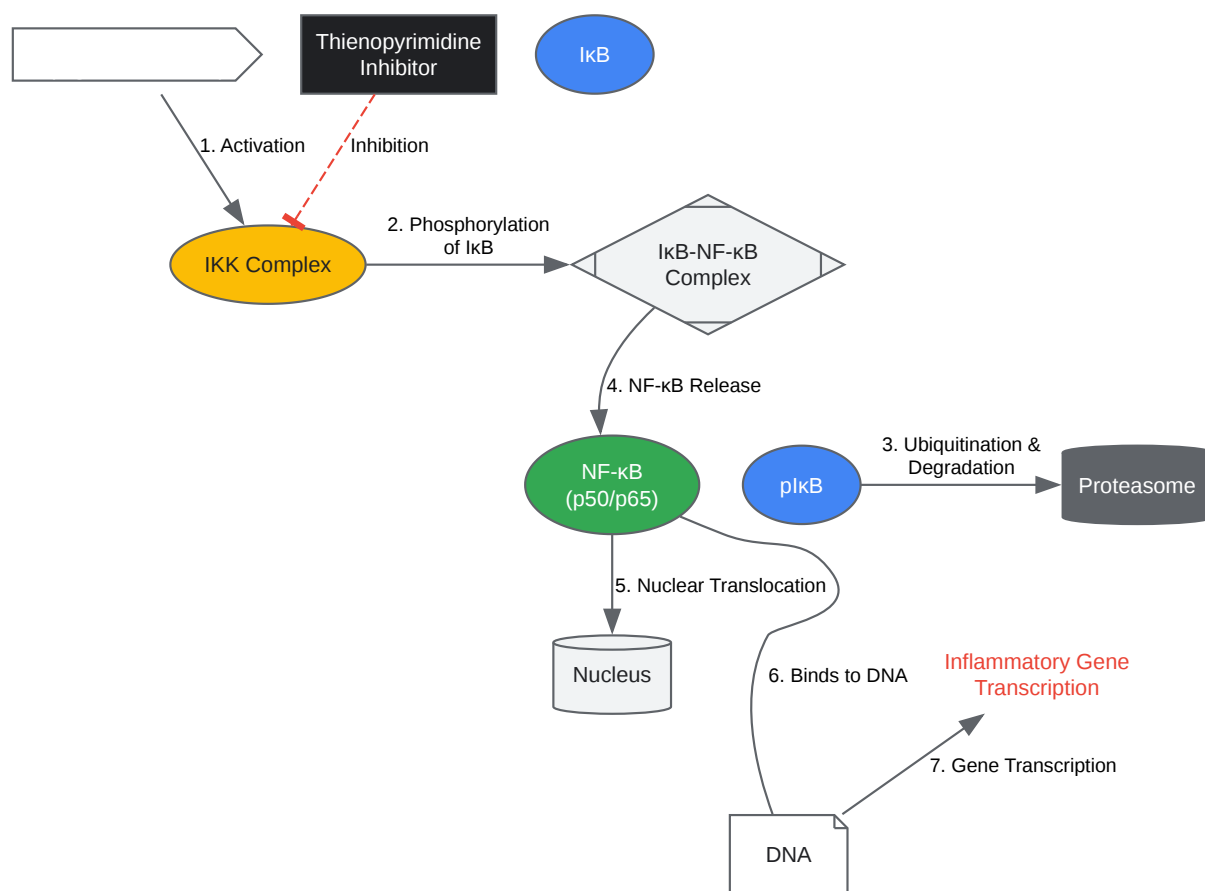 Thienopyrimidine
Inhibitor
IκB
1. Activation
Inhibition
2. Phosphorylation
of IκB
IKK Complex
IκB-NF-κB
Complex
4. NF-κB Release
3. Ubiquitination &
Degradation
NF-κB
(p50/p65)
pIκB
Proteasome
5. Nuclear Translocation
Nucleus
6. Binds to DNA
Inflammatory Gene
Transcription
7. Gene Transcription
DNA